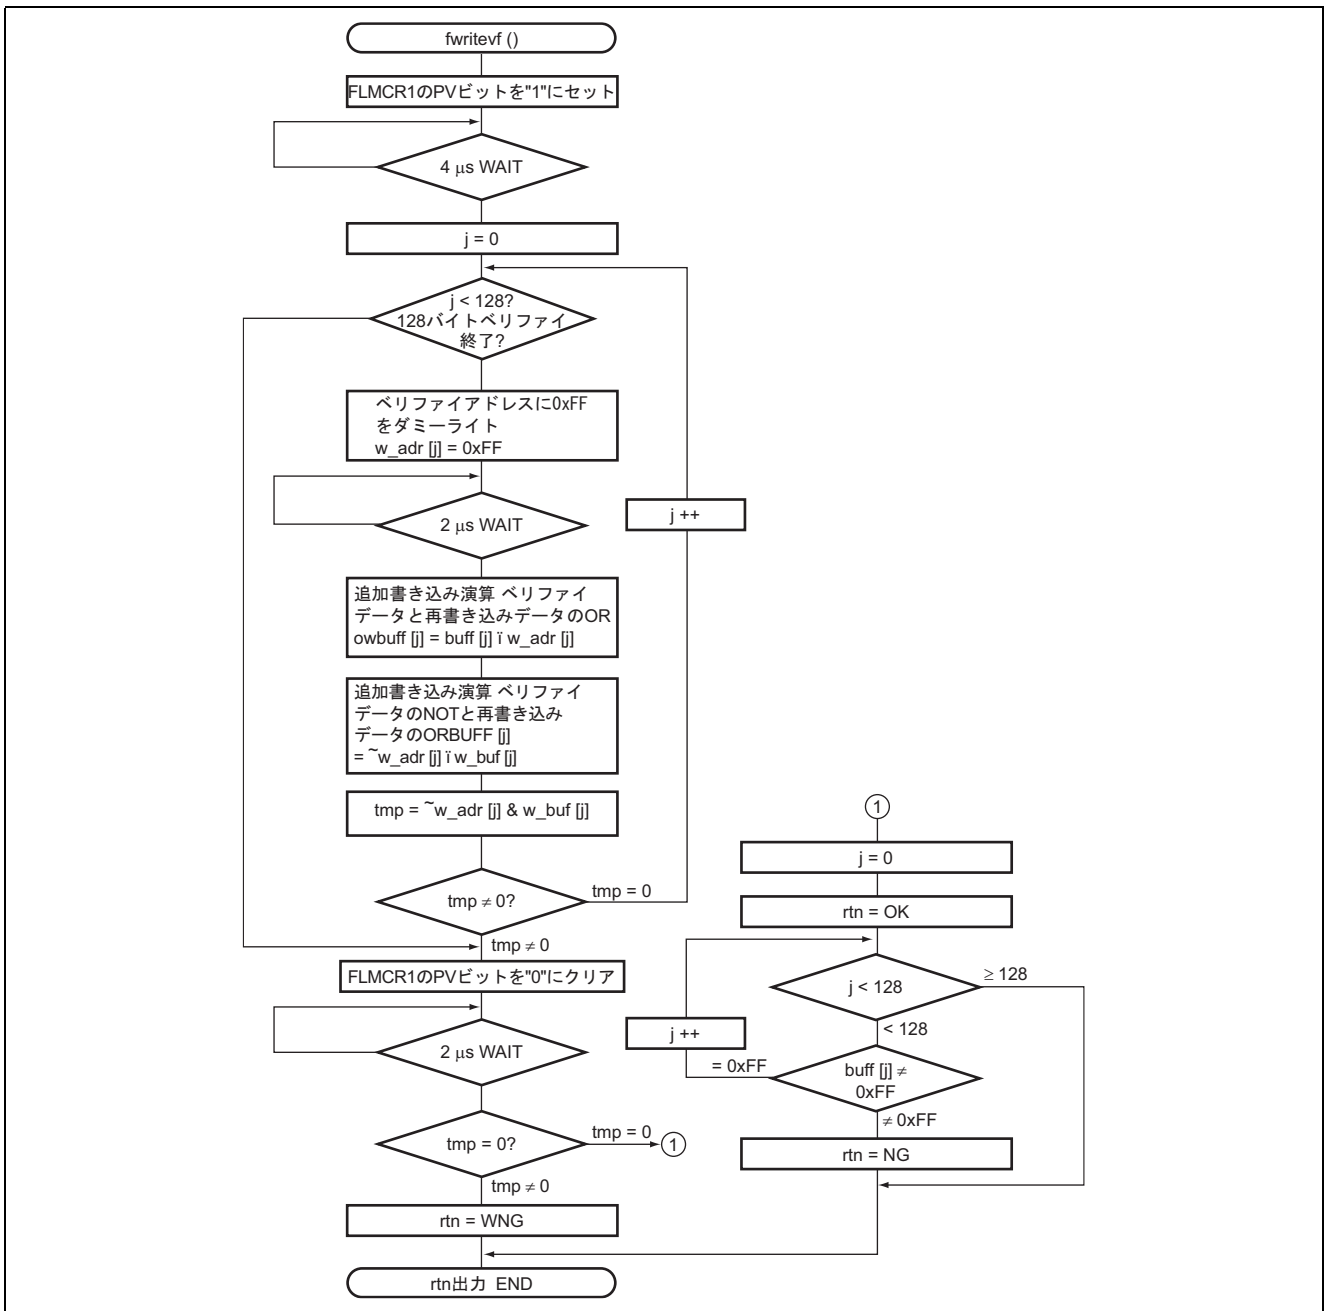 fwritevf ()
FLMCR1のPVビットを"1"にセット
4 μs WAIT
j = 0
j < 128?
128バイトベリファイ
終了?
ベリファイアドレスに0xFF
をダミーライト
w_adr [j] = 0xFF
2 μs WAIT
j ++
追加書き込み演算 ベリファイ
データと再書き込みデータのOR
owbuff [j] = buff [j] ï w_adr [j]
追加書き込み演算 ベリファイ
データのNOTと再書き込み
データのORBUFF [j]
= ~w_adr [j] ï w_buf [j]
tmp = ~w_adr [j] & w_buf [j]
tmp ≠ 0?
tmp = 0
tmp ≠ 0
FLMCR1のPVビットを"0"にクリア
2 μs WAIT
tmp = 0?
tmp = 0
1
tmp ≠ 0
rtn = WNG
rtn出力 END
1
j = 0
rtn = OK
j < 128
≥ 128
< 128
j ++
= 0xFF
buff [j] ≠
0xFF
≠ 0xFF
rtn = NG